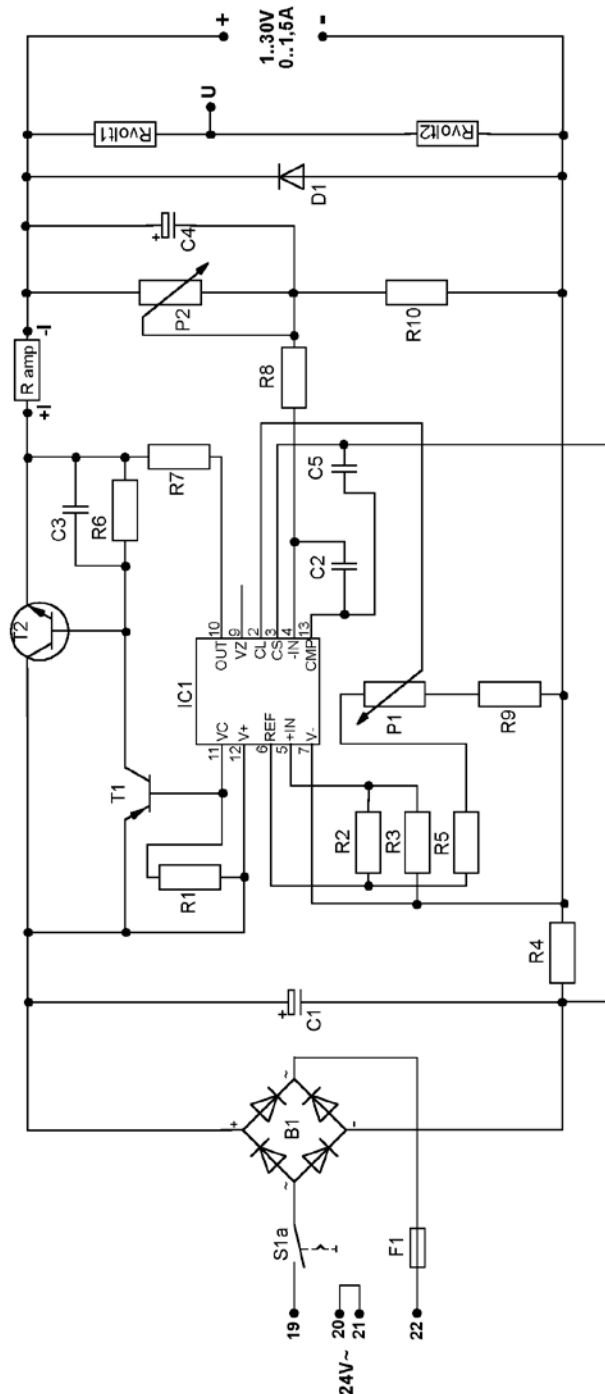 24V~
19
20
21
22
S1a
F1
~
~
+
-
B1
+
C1
R4
T1
R1
R2
R3
R5
IC1
11 VC
12 V+
6 REF
5 +IN
7 V-
OUT 10
VZ 9
CL 2
CS 3
-IN 4
CMP 13
T2
C3
R6
R7
C2
C5
P1
R9
R8
+I
R amp
-I
P2
+
C4
R10
D1
Rvolt1
U
Rvolt2
+
1..30V
0..1,5A
-